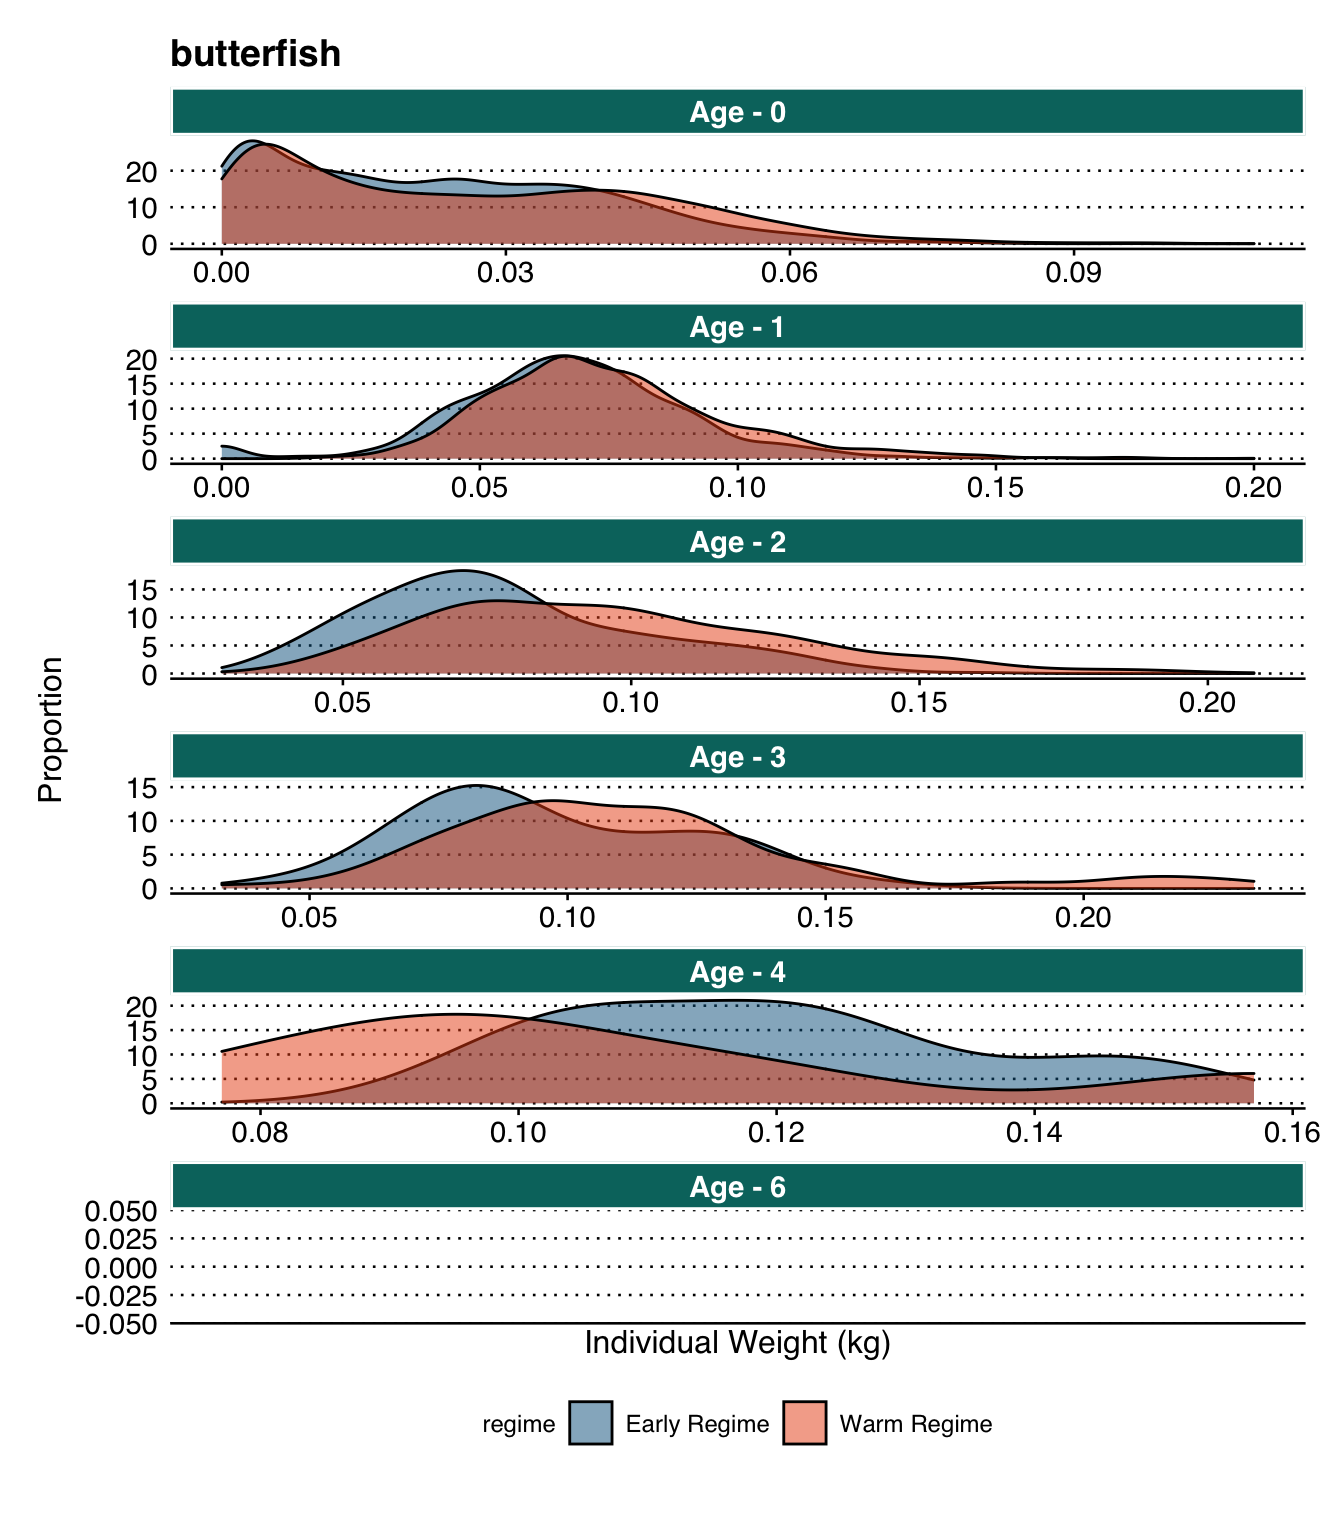 butterfish
Age - 0
20
10
0
0.00 0.03 0.06 0.09
Age - 1
20
15
10
5
0
0.00 0.05 0.10 0.15 0.20
Age - 2
15
10
5
0
0.05 0.10 0.15 0.20
Proportion
Age - 3
15
10
5
0
0.05 0.10 0.15 0.20
Age - 4
20
15
10
5
0
0.08 0.10 0.12 0.14 0.16
Age - 6
0.050
0.025
0.000
-0.025
-0.050
Individual Weight (kg)
regime Early Regime Warm Regime